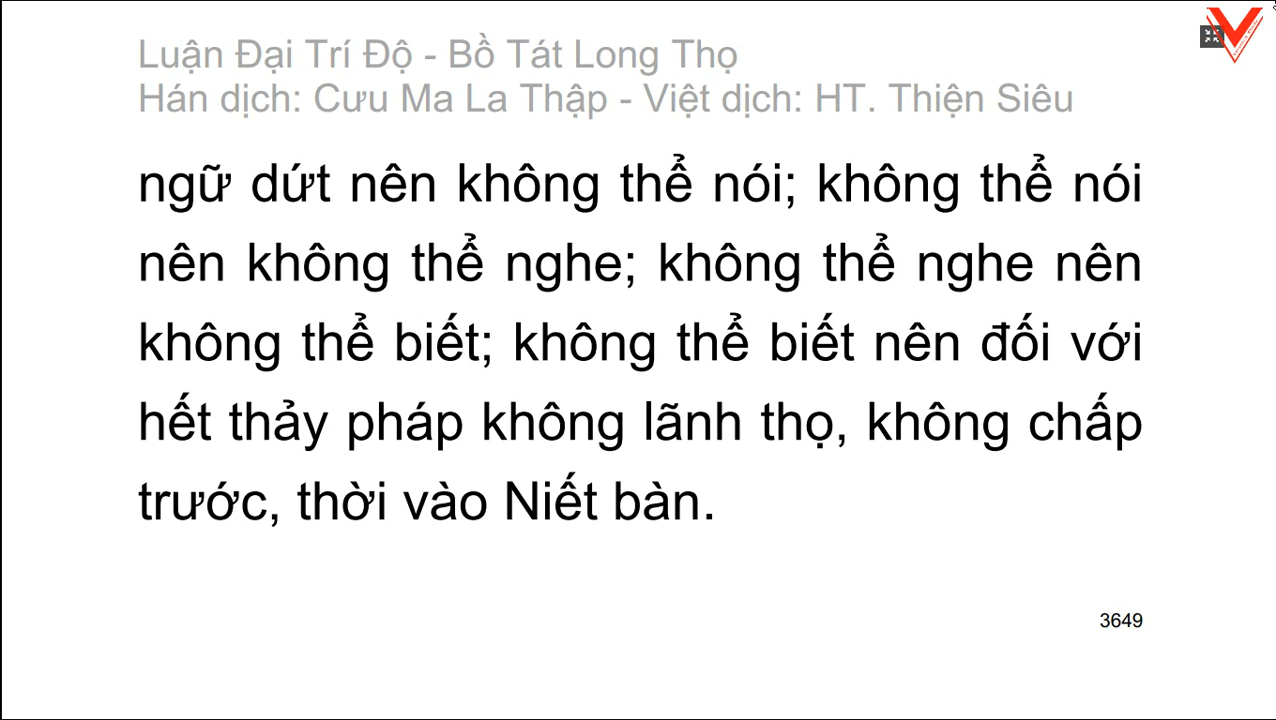 Luận Đại Trí Độ - Bồ Tát Long Thọ
Hán dịch: Cưu Ma La Thập - Việt dịch: HT. Thiện Siêu
ngữ dứt nên không thể nói; không thể nói
nên không thể nghe; không thể nghe nên
không thể biết; không thể biết nên đối với
hết thảy pháp không lãnh thọ, không chấp
trước, thời vào Niết bàn.
3649